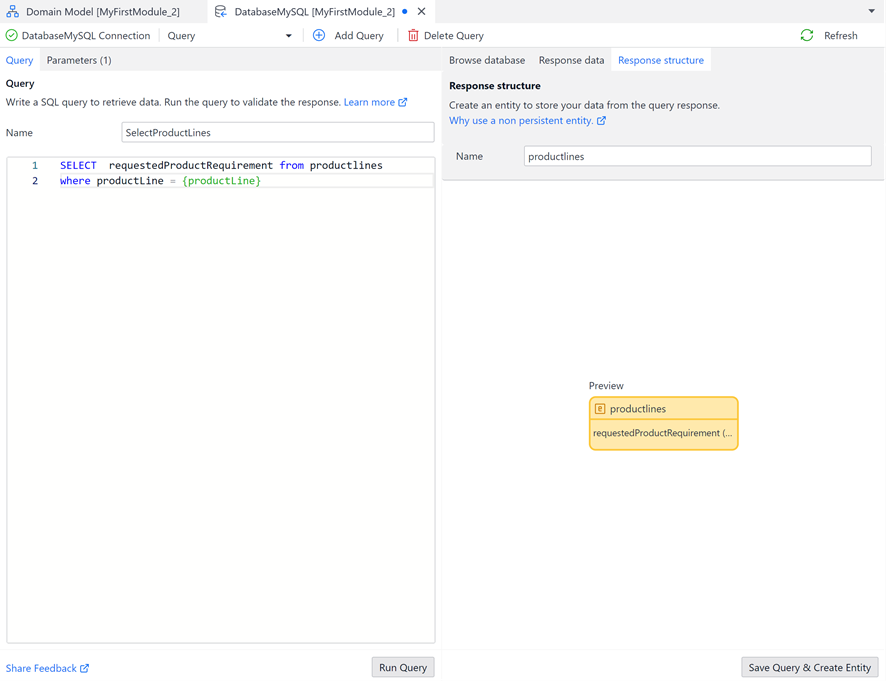 Domain Model [MyFirstModule_2]
DatabaseMySQL [MyFirstModule_2]
DatabaseMySQL Connection
Query
Add Query
Delete Query
Refresh
Query
Parameters (1)
Query
Write a SQL query to retrieve data. Run the query to validate the response. Learn more
Name
SelectProductLines
1 SELECT  requestedProductRequirement from productlines
2 where productLine = {productLine}
Share Feedback
Run Query
Browse database
Response data
Response structure
Response structure
Create an entity to store your data from the query response.
Why use a non persistent entity.
Name
productlines
Preview
productlines
requestedProductRequirement (...
Save Query & Create Entity